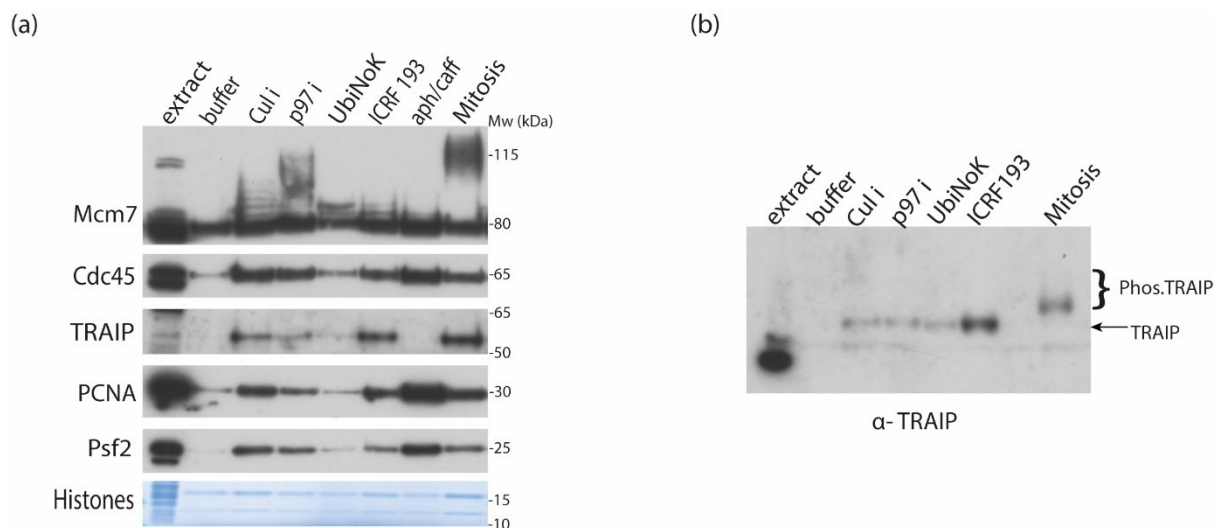 (a)
extract buffer Cul i p97 i UbiNoK ICRF 193 aph/caff Mitosis
Mw (kDa)
-115
Mcm7
-80
Cdc45 -65
-65
TRAIP
-50
PCNA -30
Psf2 -25
Histones -15
-10
(b)
extract buffer Cul i p97 i UbiNoK ICRF193 Mitosis
} Phos.TRAIP
TRAIP
α- TRAIP